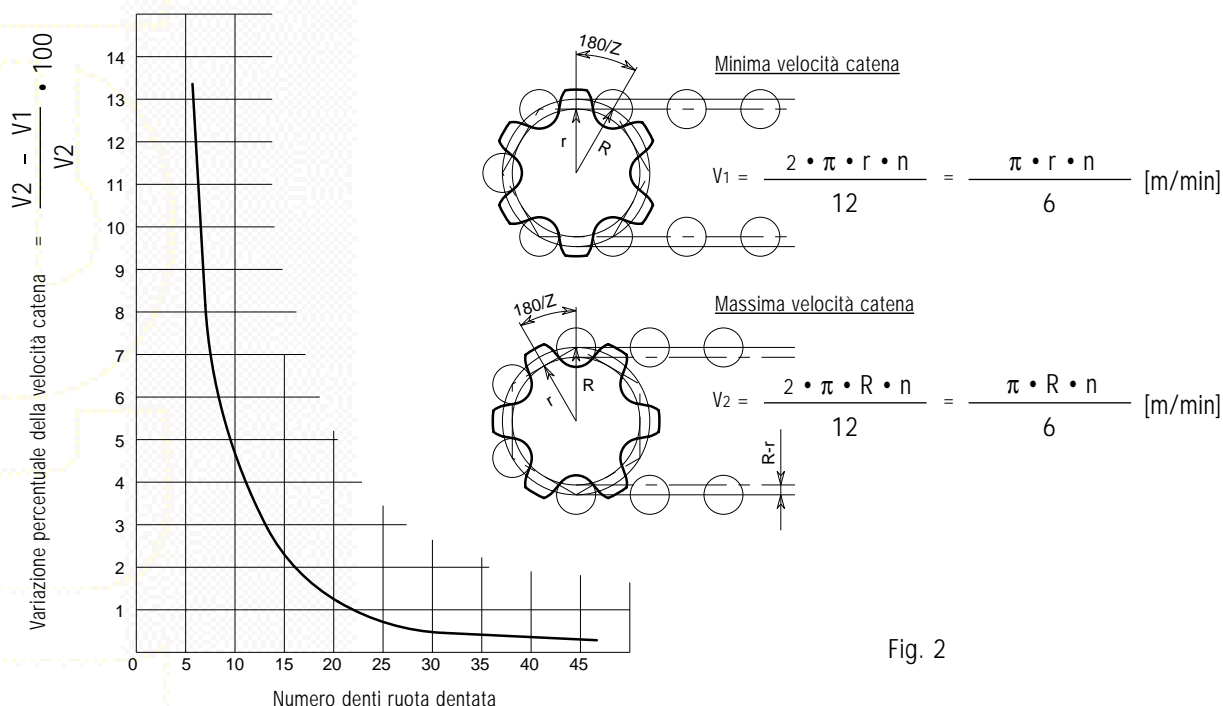 Variazione percentuale della velocità catena = V2 - V1 / V2 • 100
14
13
12
11
10
9
8
7
6
5
4
3
2
1
0 5 10 15 20 25 30 35 40 45
Numero denti ruota dentata
180/Z
r
R
Minima velocità catena
V1 = 2 • π • r • n / 12 = π • r • n / 6 [m/min]
180/Z
r
R
Massima velocità catena
V2 = 2 • π • R • n / 12 = π • R • n / 6 [m/min]
R-r
Fig. 2